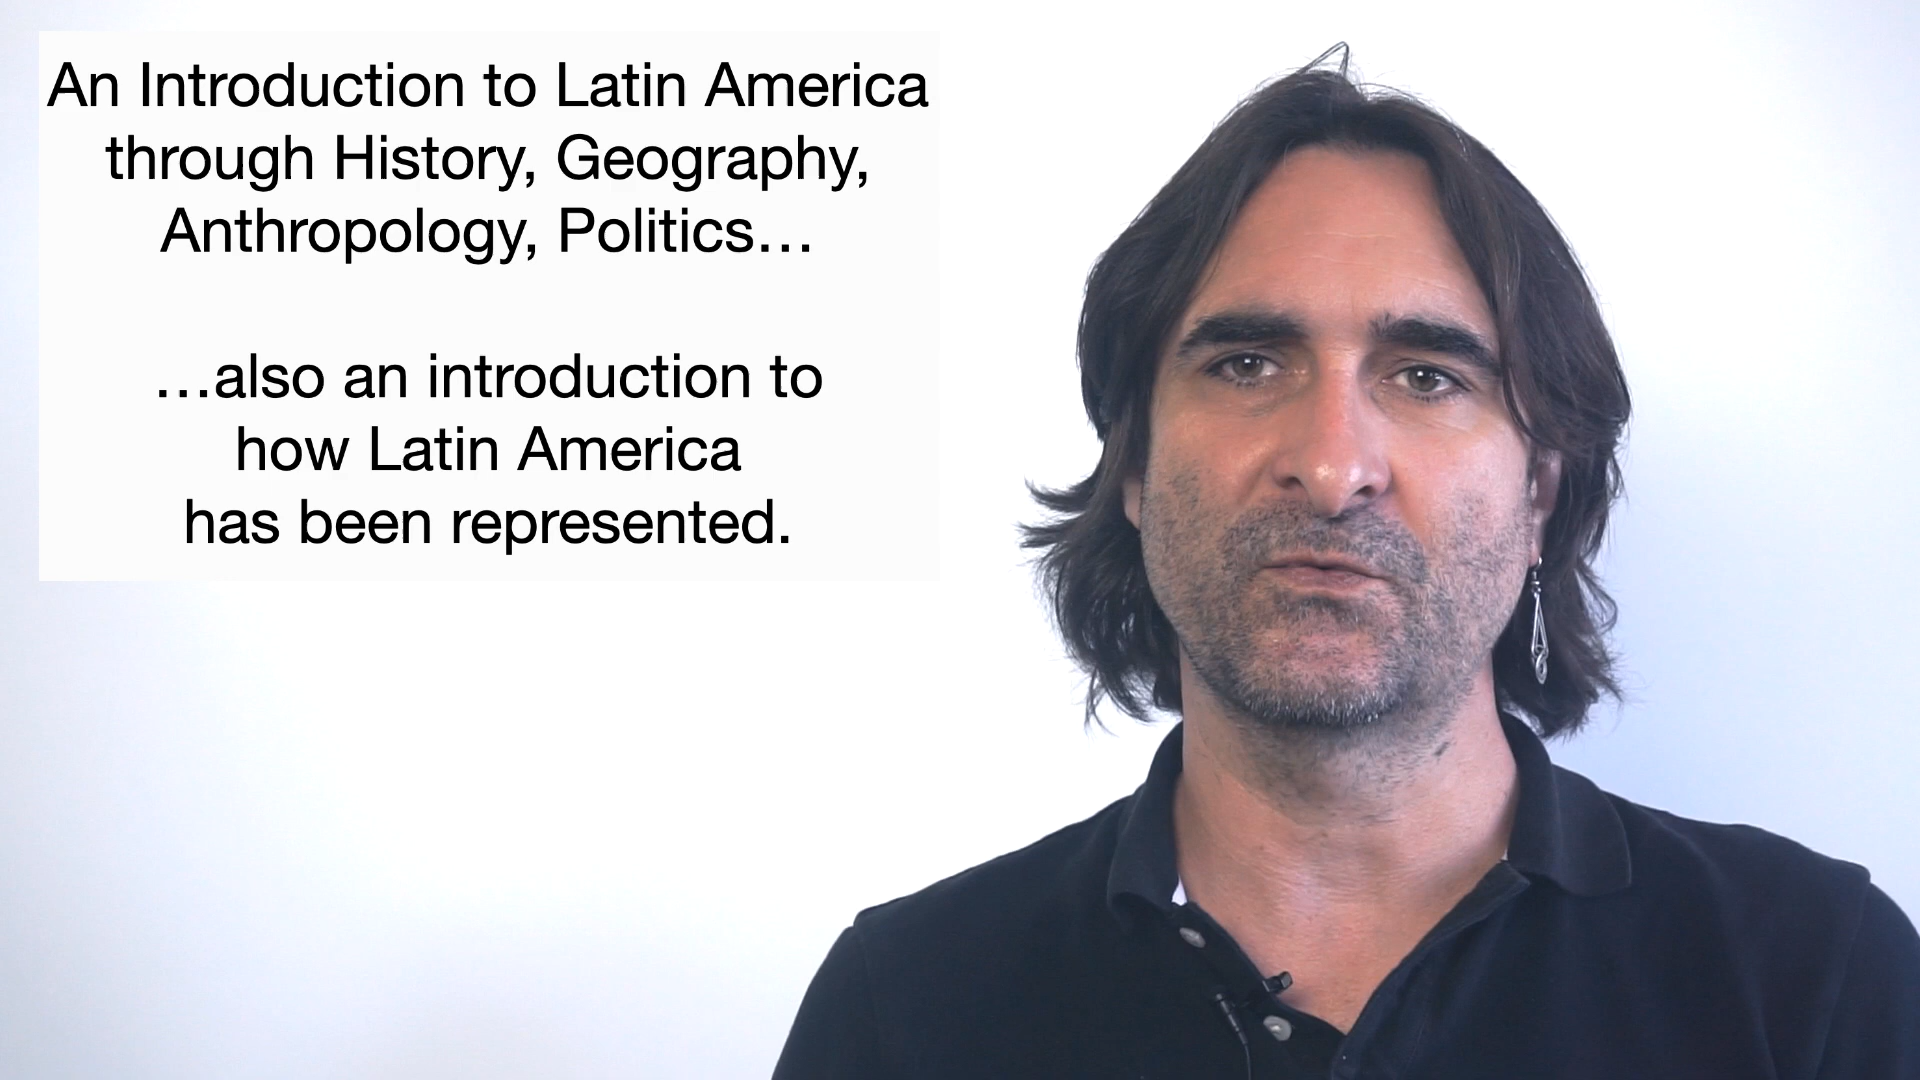 An Introduction to Latin America
through History, Geography,
Anthropology, Politics…
…also an introduction to
how Latin America
has been represented.